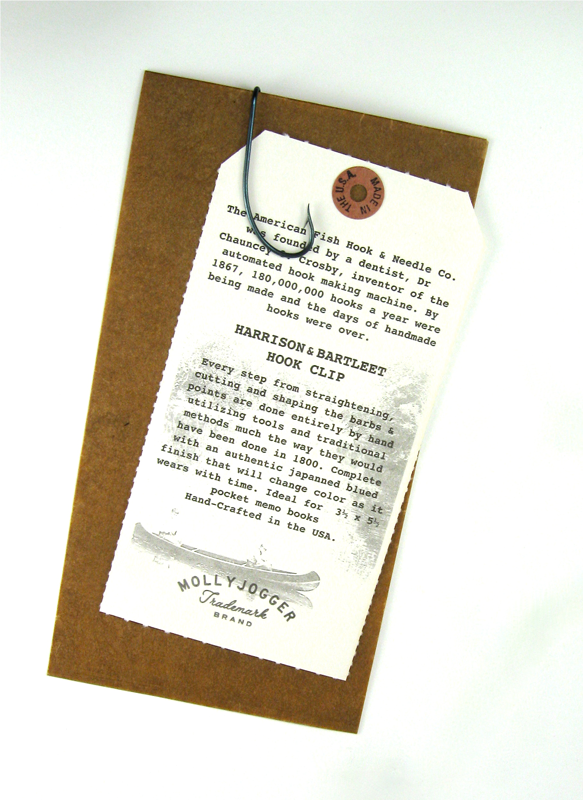 MADE IN THE U.S.A.
The American Fish Hook & Needle Co.
was founded by a dentist, Dr
Chauncey Crosby, inventor of the
automated hook making machine. By
1867, 180,000,000 hooks a year were
being made and the days of handmade
hooks were over.
HARRISON & BARTLEET
HOOK CLIP
Every step from straightening,
cutting and shaping the barbs &
points are done entirely by hand
utilizing tools and traditional
methods much the way they would
have been done in 1800. Complete
with an authentic japanned blued
finish that will change color as it
wears with time. Ideal for 3½ x 5½
pocket memo books
Hand-Crafted in the USA.
MOLLYJOGGER
Trademark
BRAND